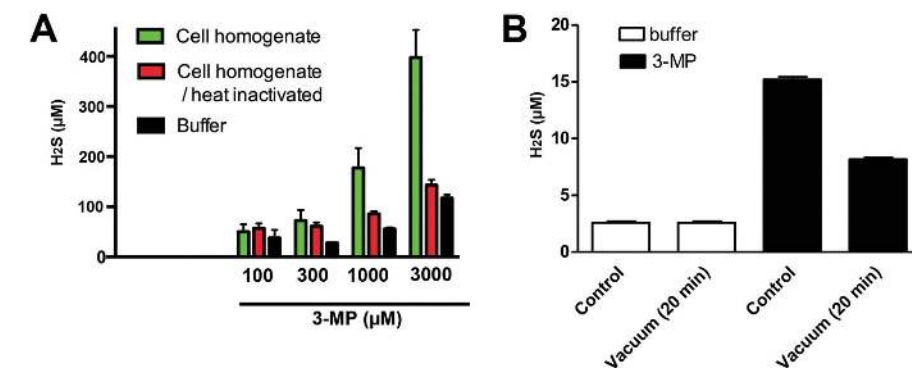 A
H2S (µM)
400
300
200
100
0
Cell homogenate
Cell homogenate
/ heat inactivated
Buffer
100 300 1000 3000
3-MP (µM)
B
H2S (µM)
20
15
10
5
0
buffer
3-MP
Control
Vacuum (20 min)
Control
Vacuum (20 min)